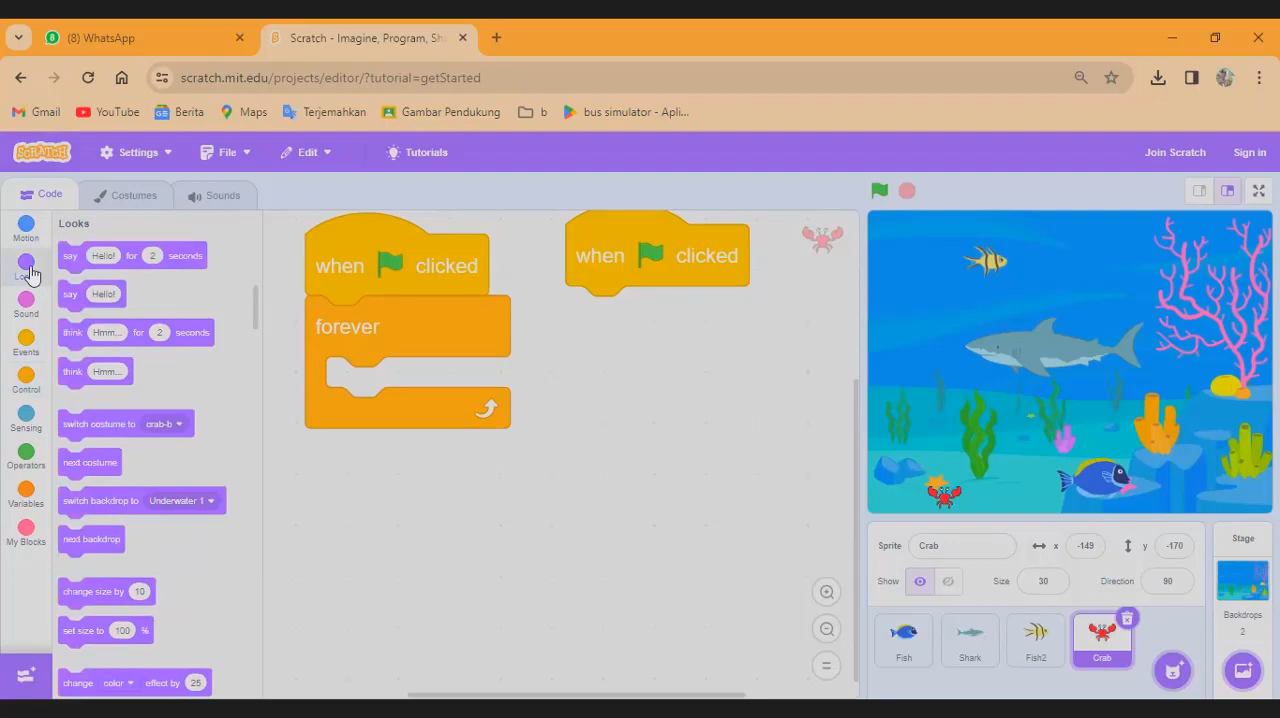 8
(8) WhatsApp
Scratch - Imagine, Program, Sh
scratch.mit.edu/projects/editor/?tutorial=getStarted
Gmail
YouTube
Berita
Maps
Terjemahkan
Gambar Pendukung
b
bus simulator - Apli...
SCRATCH
Settings
File
Edit
Tutorials
Join Scratch
Sign in
Code
Costumes
Sounds
Motion
Sound
Events
Control
Sensing
Operators
Variables
My Blocks
Looks
say Hello! for 2 seconds
say Hello!
think Hmm... for 2 seconds
think Hmm...
switch costume to crab-b
next costume
switch backdrop to Underwater 1
next backdrop
change size by 10
set size to 100 %
change color effect by 25
when clicked
forever
when clicked
Sprite Crab
x -149
y -170
Show
Size 30
Direction 90
Fish
Shark
Fish2
Crab
Stage
Backdrops
2